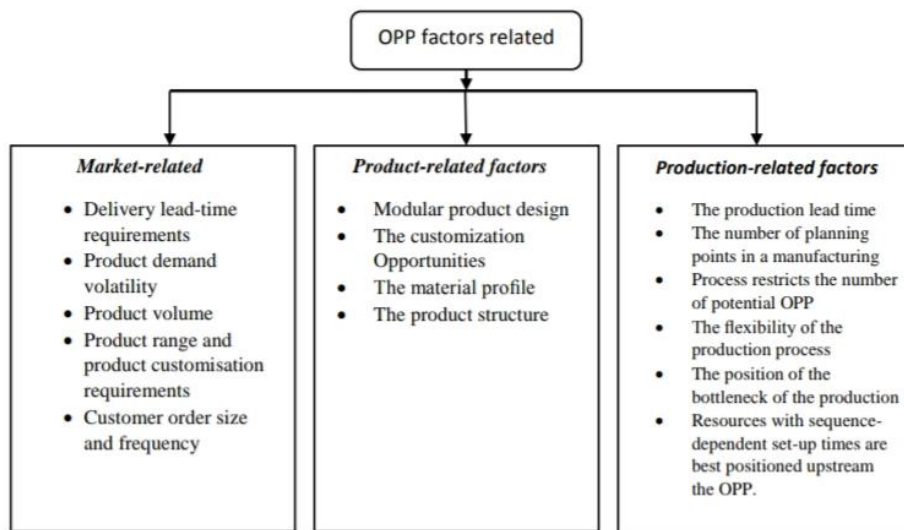 OPP factors related
Market-related
• Delivery lead-time
requirements
• Product demand
volatility
• Product volume
• Product range and
product customisation
requirements
• Customer order size
and frequency
Product-related factors
• Modular product design
• The customization
Opportunities
• The material profile
• The product structure
Production-related factors
• The production lead time
• The number of planning
points in a manufacturing
• Process restricts the number
of potential OPP
• The flexibility of the
production process
• The position of the
bottleneck of the production
• Resources with sequence-
dependent set-up times are
best positioned upstream
the OPP.